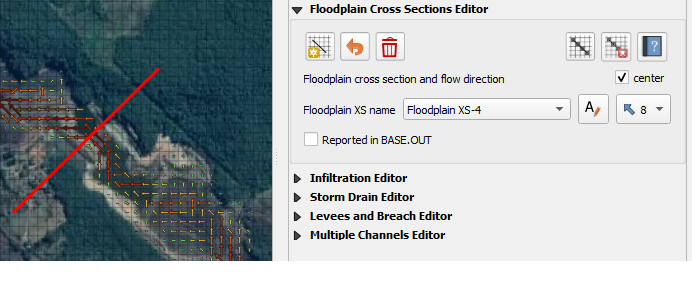 Floodplain Cross Sections Editor
Floodplain cross section and flow direction
center
Floodplain XS name
Floodplain XS-4
A
8
?
Reported in BASE.OUT
Infiltration Editor
Storm Drain Editor
Levees and Breach Editor
Multiple Channels Editor